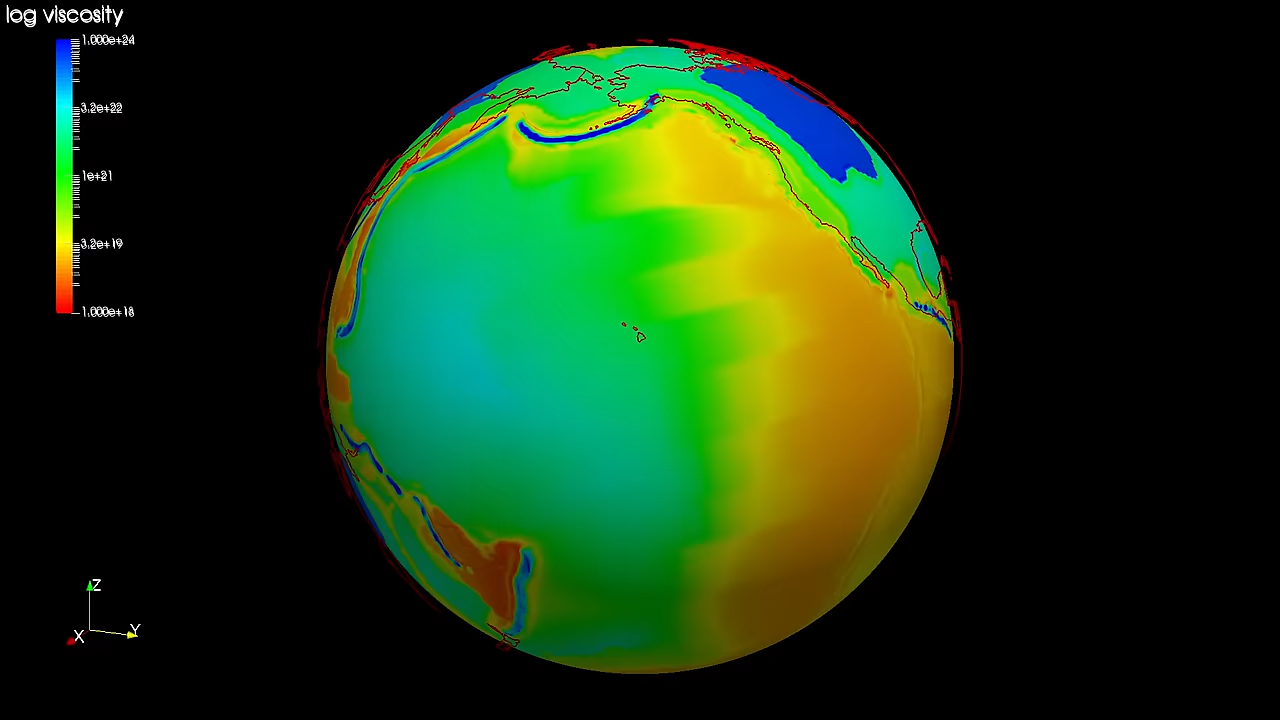 log viscosity
1.000e+24
3.2e+22
1e+21
3.2e+19
1.000e+18
Z
X
Y